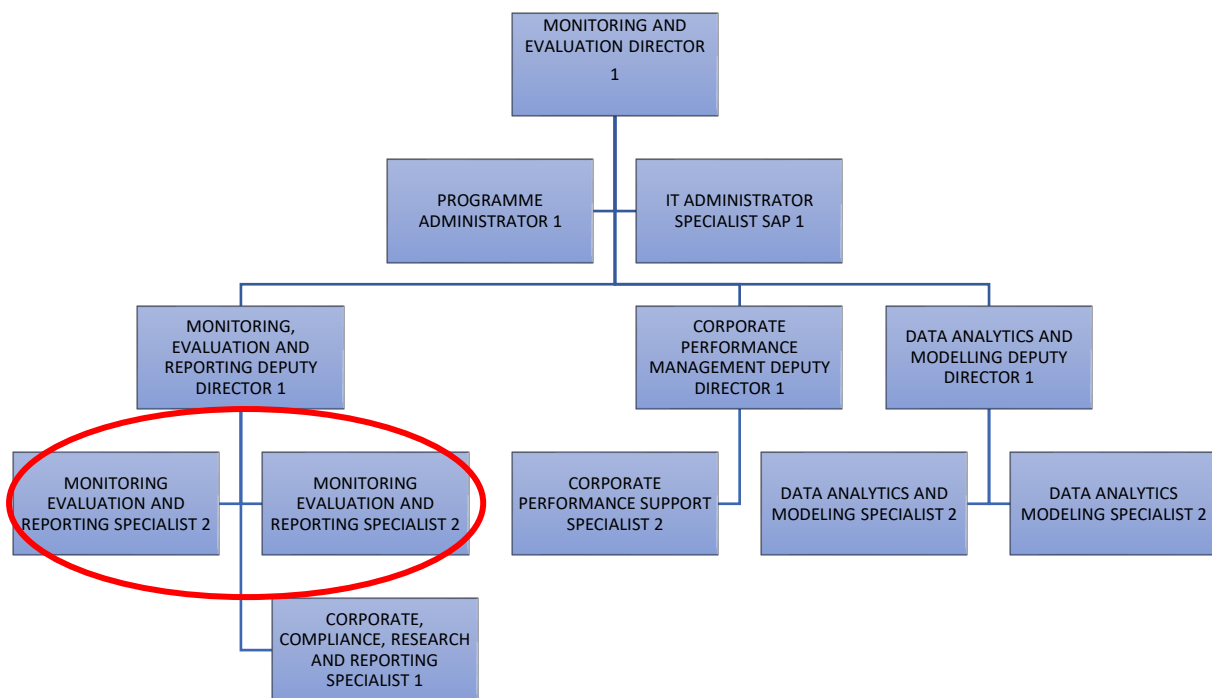 MONITORING AND
EVALUATION DIRECTOR
1
PROGRAMME
ADMINISTRATOR 1
IT ADMINISTRATOR
SPECIALIST SAP 1
MONITORING,
EVALUATION AND
REPORTING DEPUTY
DIRECTOR 1
CORPORATE
PERFORMANCE
MANAGEMENT DEPUTY
DIRECTOR 1
DATA ANALYTICS AND
MODELLING DEPUTY
DIRECTOR 1
MONITORING
EVALUATION AND
REPORTING SPECIALIST 2
MONITORING
EVALUATION AND
REPORTING SPECIALIST 2
CORPORATE
PERFORMANCE SUPPORT
SPECIALIST 2
DATA ANALYTICS AND
MODELING SPECIALIST 2
DATA ANALYTICS
MODELING SPECIALIST 2
CORPORATE,
COMPLIANCE, RESEARCH
AND REPORTING
SPECIALIST 1